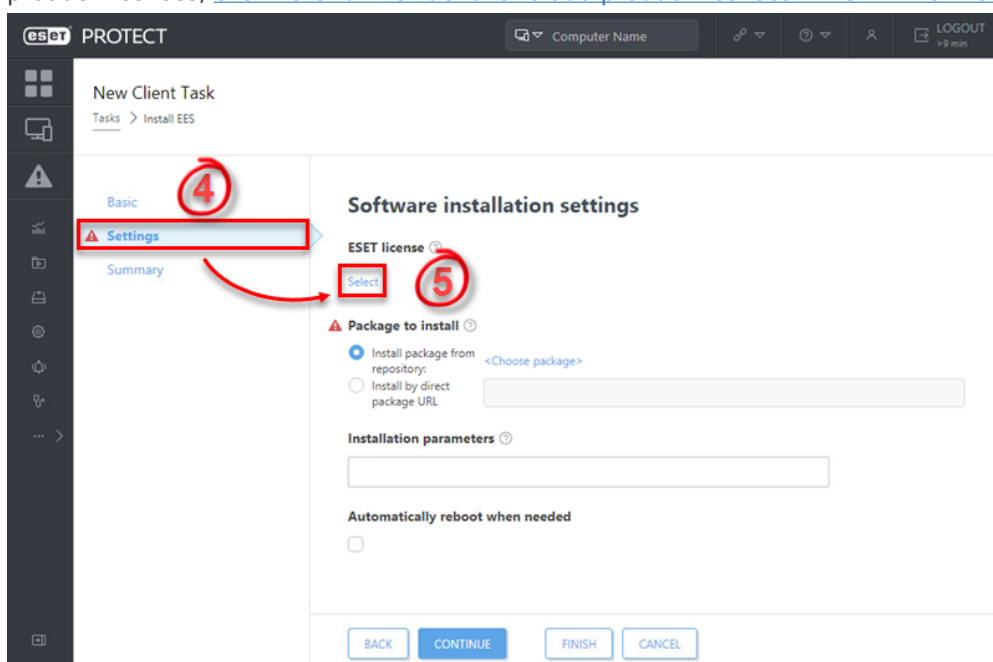 eset PROTECT
Computer Name
LOGOUT
>9 min
New Client Task
Tasks > Install EES
4
Basic
Settings
Summary
Software installation settings
ESET license
Select
5
Package to install
Install package from repository:
<Choose package>
Install by direct package URL
Installation parameters
Automatically reboot when needed
BACK
CONTINUE
FINISH
CANCEL